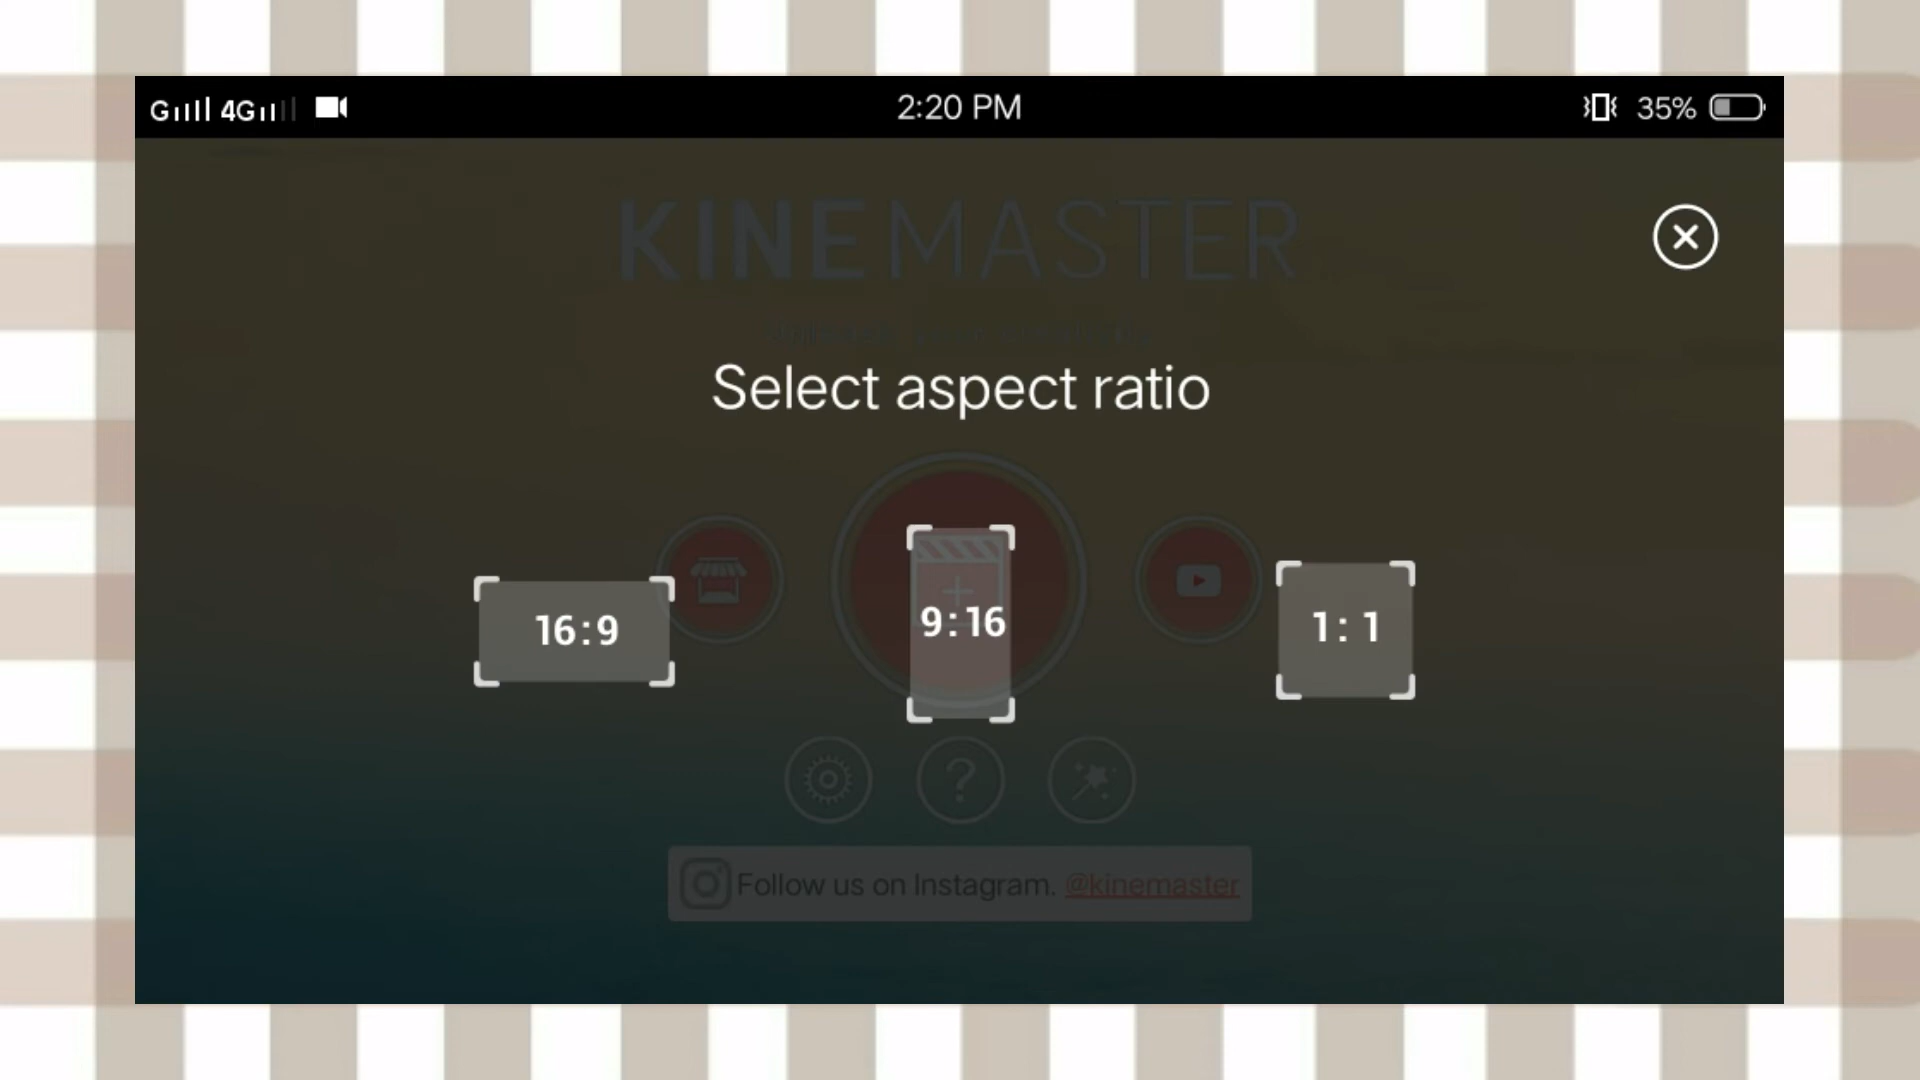 G 4G 2:20 PM 35%
KINEMASTER
Select aspect ratio
16:9 9:16 1:1
?
Follow us on Instagram. @kinemaster